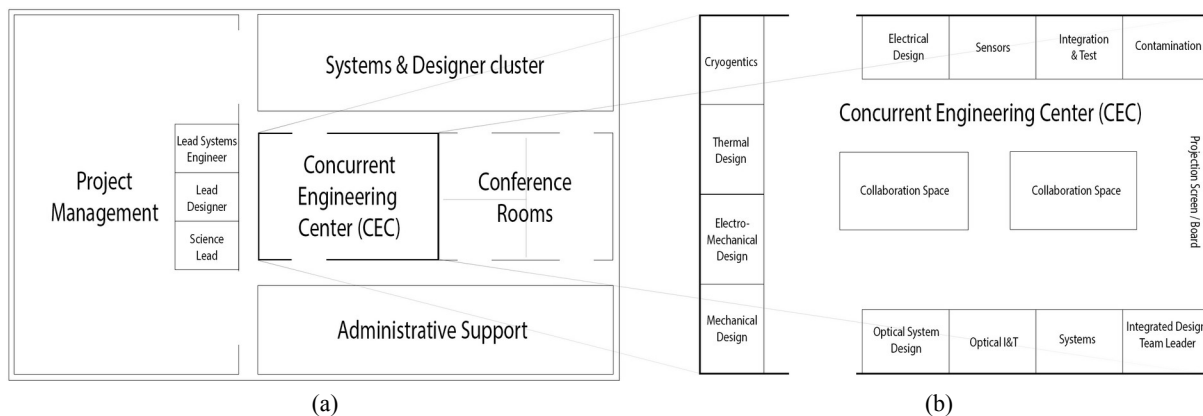 Systems & Designer cluster
Project
Management
Lead Systems
Engineer
Lead
Designer
Science
Lead
Concurrent
Engineering
Center (CEC)
Conference
Rooms
Administrative Support
(a)
Cryogentics
Thermal
Design
Electro-
Mechanical
Design
Mechanical
Design
Electrical
Design
Sensors
Integration
& Test
Contamination
Concurrent Engineering Center (CEC)
Collaboration Space
Collaboration Space
Projection Screen / Board
Optical System
Design
Optical I&T
Systems
Integrated Design
Team Leader
(b)